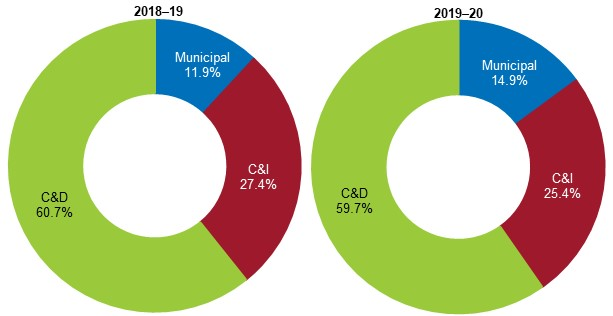 2018–19
Municipal
11.9%
C&I
27.4%
C&D
60.7%
2019–20
Municipal
14.9%
C&I
25.4%
C&D
59.7%